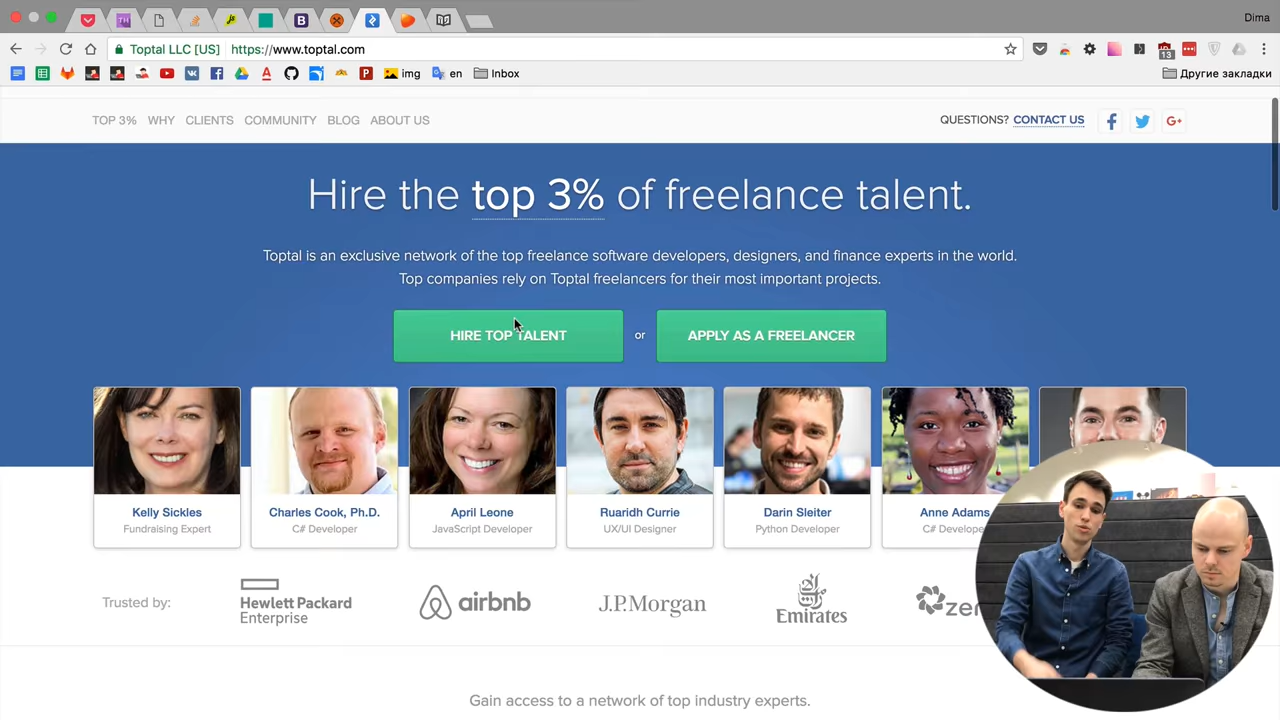 Dima
Toptal LLC [US] https://www.toptal.com
13
img
en
Inbox
Другие закладки
TOP 3% WHY CLIENTS COMMUNITY BLOG ABOUT US
QUESTIONS? CONTACT US
Hire the top 3% of freelance talent.
Toptal is an exclusive network of the top freelance software developers, designers, and finance experts in the world.
Top companies rely on Toptal freelancers for their most important projects.
HIRE TOP TALENT or APPLY AS A FREELANCER
Kelly Sickles
Fundraising Expert
Charles Cook, Ph.D.
C# Developer
April Leone
JavaScript Developer
Ruaridh Currie
UX/UI Designer
Darin Sleiter
Python Developer
Anne Adams
C# Develope
Trusted by:
Hewlett Packard
Enterprise
airbnb
J.P.Morgan
Emirates
zen
Gain access to a network of top industry experts.